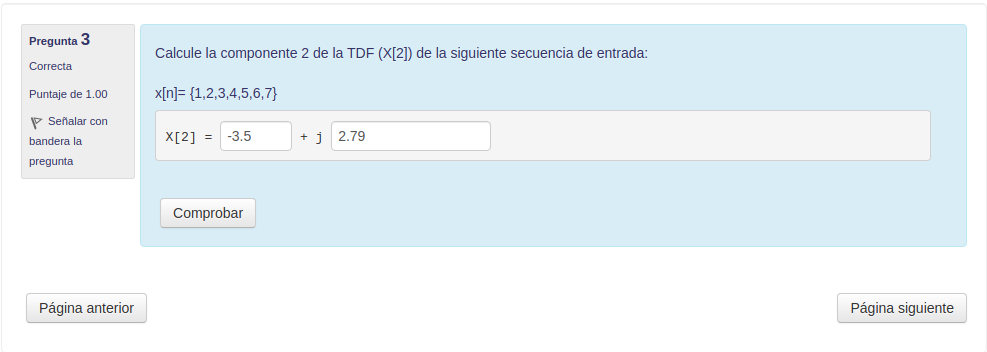 Pregunta 3
Correcta
Puntaje de 1.00
Señalar con
bandera la
pregunta
Calcule la componente 2 de la TDF (X[2]) de la siguiente secuencia de entrada:
x[n]= {1,2,3,4,5,6,7}
X[2] = -3.5 + j 2.79
Comprobar
Página anterior
Página siguiente